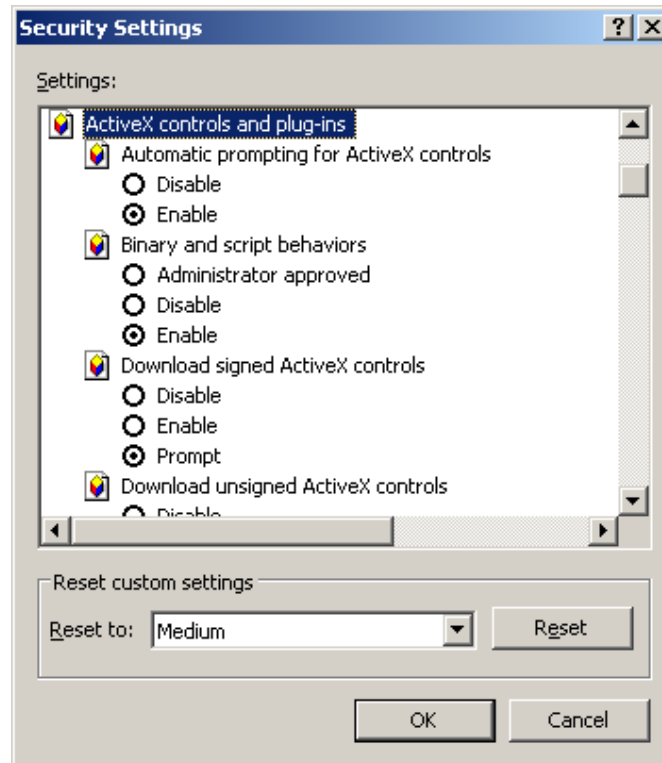 Security Settings
Settings:
ActiveX controls and plug-ins
Automatic prompting for ActiveX controls
Disable
Enable
Binary and script behaviors
Administrator approved
Disable
Enable
Download signed ActiveX controls
Disable
Enable
Prompt
Download unsigned ActiveX controls
Disable
Reset custom settings
Reset to: Medium Reset
OK Cancel